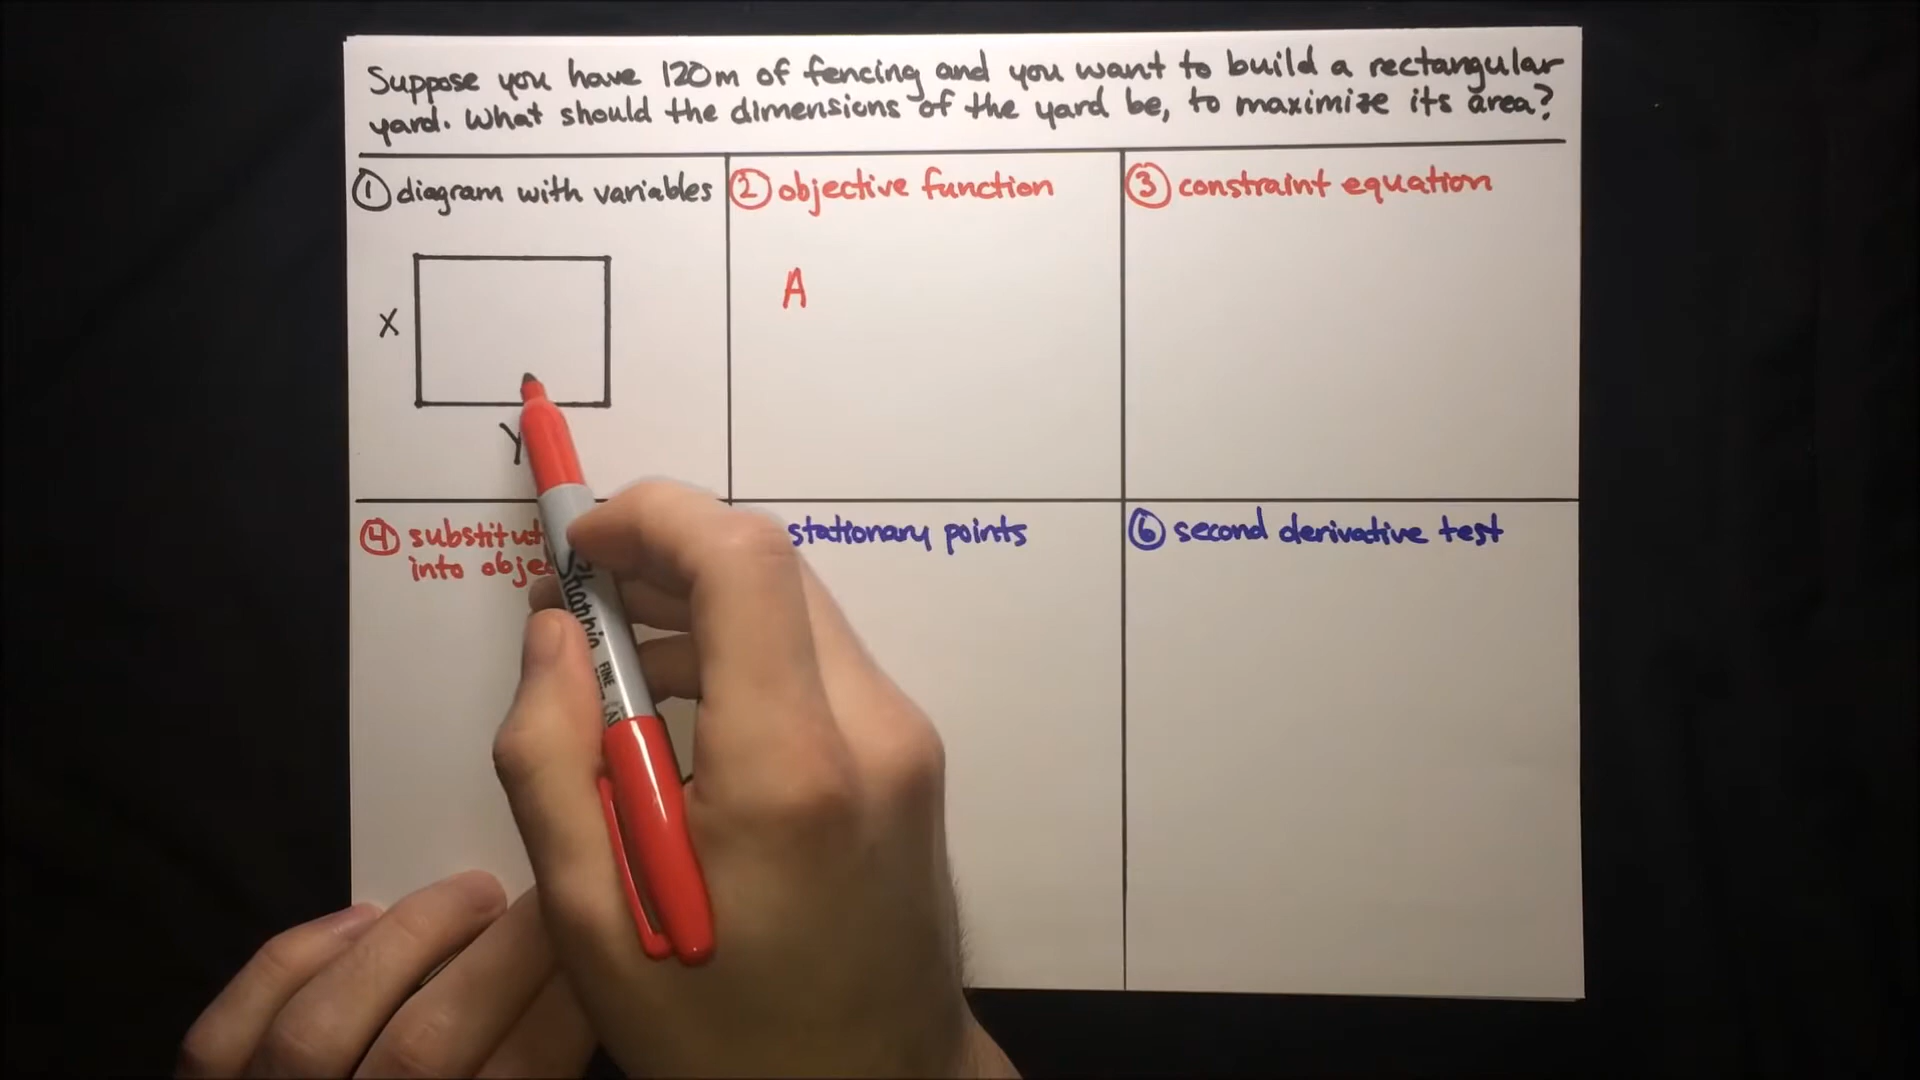 Suppose you have 120m of fencing and you want to build a rectangular
yard. What should the dimensions of the yard be, to maximize its area?
① diagram with variables
② objective function
③ constraint equation
A
X
Y
④
into
stationary points
⑥ second derivative test
Sharpie
FINE